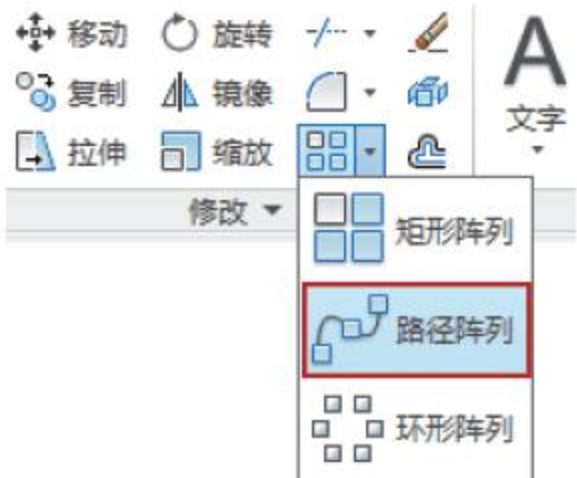 移动 旋转
复制 镜像
文字
拉伸 缩放
修改
矩形阵列
路径阵列
环形阵列